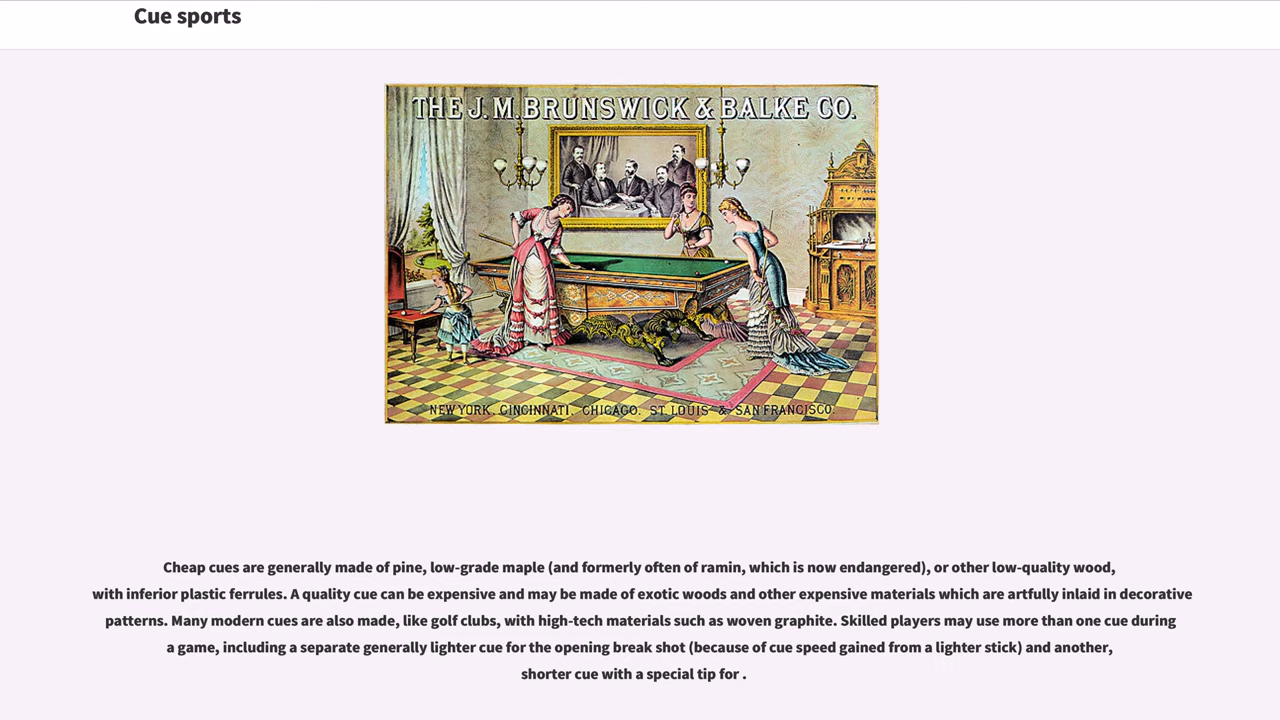 Cue sports
THE J. M. BRUNSWICK & BALKE CO.
NEW YORK. CINCINNATI. CHICAGO. ST. LOUIS & SAN FRANCISCO.
Cheap cues are generally made of pine, low-grade maple (and formerly often of ramin, which is now endangered), or other low-quality wood,
with inferior plastic ferrules. A quality cue can be expensive and may be made of exotic woods and other expensive materials which are artfully inlaid in decorative
patterns. Many modern cues are also made, like golf clubs, with high-tech materials such as woven graphite. Skilled players may use more than one cue during
a game, including a separate generally lighter cue for the opening break shot (because of cue speed gained from a lighter stick) and another,
shorter cue with a special tip for .